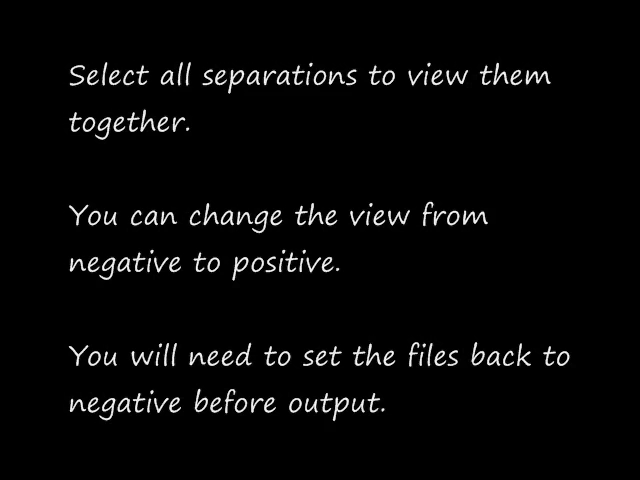 Select all separations to view them
together.
You can change the view from
negative to positive.
You will need to set the files back to
negative before output.